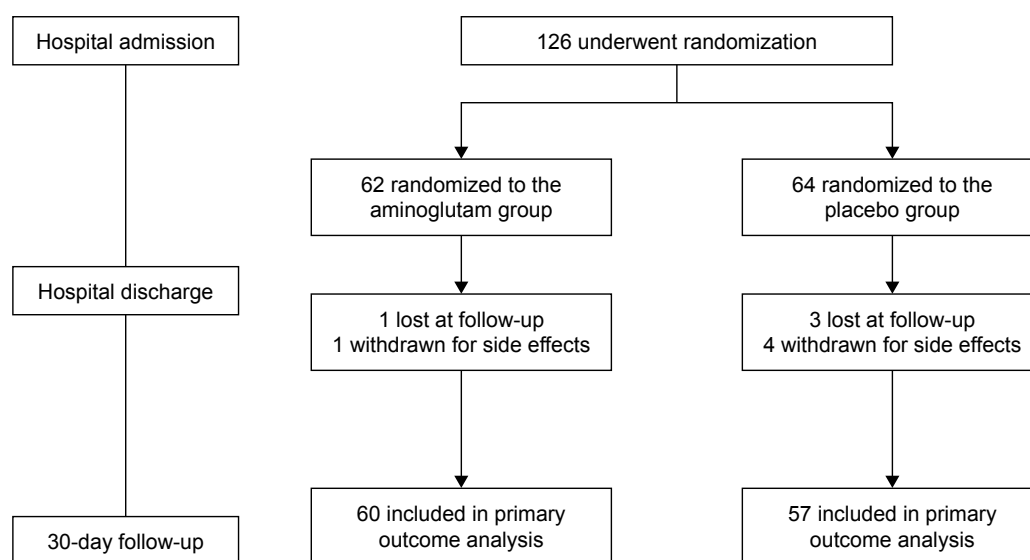 Hospital admission
126 underwent randomization
62 randomized to the
aminoglutam group
64 randomized to the
placebo group
Hospital discharge
1 lost at follow-up
1 withdrawn for side effects
3 lost at follow-up
4 withdrawn for side effects
30-day follow-up
60 included in primary
outcome analysis
57 included in primary
outcome analysis